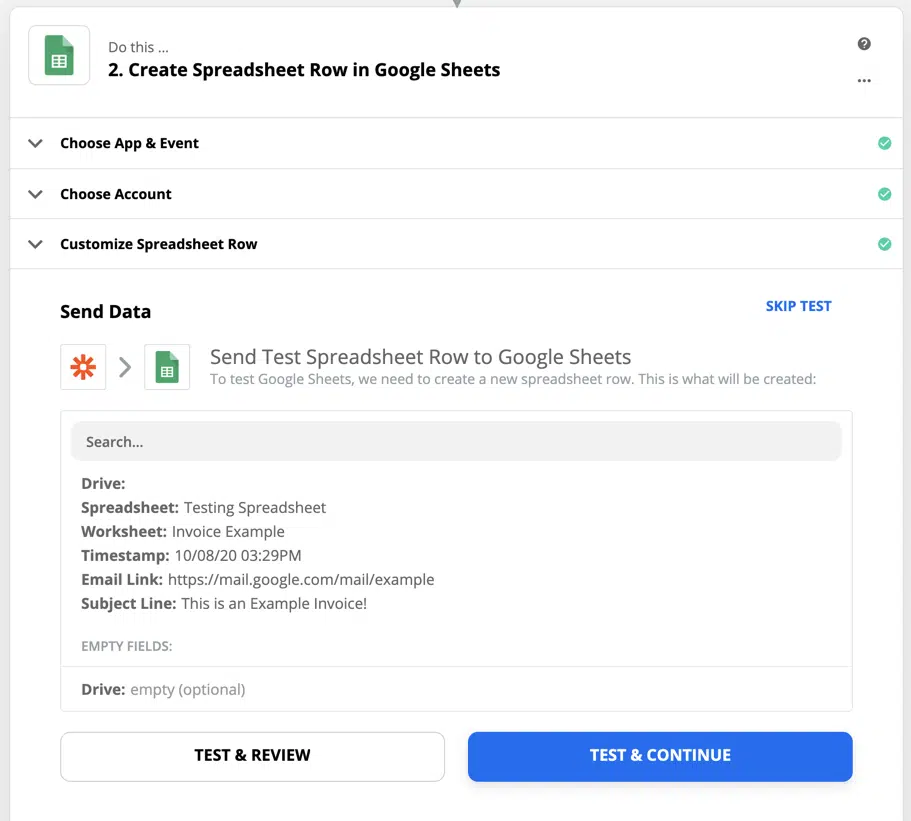 Do this ...
2. Create Spreadsheet Row in Google Sheets
Choose App & Event
Choose Account
Customize Spreadsheet Row
Send Data
SKIP TEST
Send Test Spreadsheet Row to Google Sheets
To test Google Sheets, we need to create a new spreadsheet row. This is what will be created:
Search...
Drive:
Spreadsheet: Testing Spreadsheet
Worksheet: Invoice Example
Timestamp: 10/08/20 03:29PM
Email Link: https://mail.google.com/mail/example
Subject Line: This is an Example Invoice!
EMPTY FIELDS:
Drive: empty (optional)
TEST & REVIEW
TEST & CONTINUE